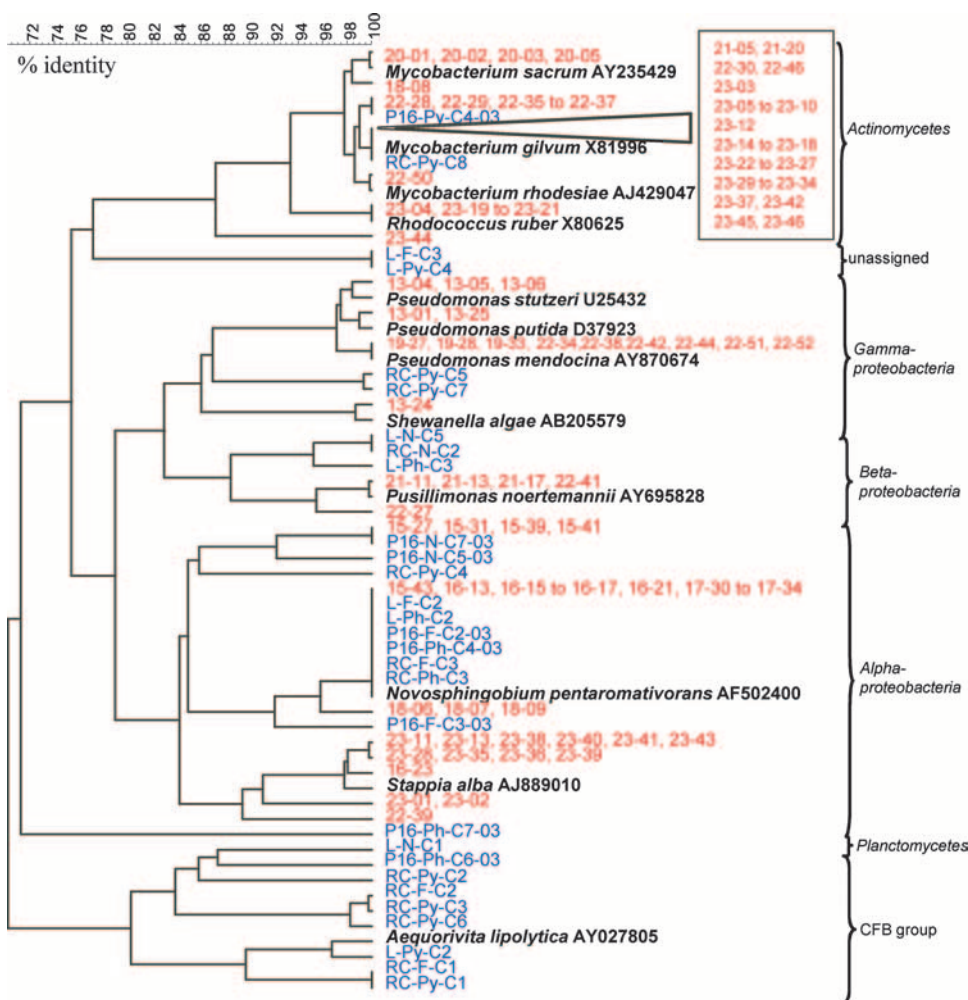 72 74 76 78 80 82 84 86 88 90 92 94 96 98 100
% identity
20-01, 20-02, 20-03, 20-05
Mycobacterium sacrum AY235429
18-08
22-28, 22-29, 22-35 to 22-37
P16-Py-C4-03
Mycobacterium gilvum X81996
RC-Py-C8
22-50
Mycobacterium rhodesiae AJ429047
23-04, 23-19 to 23-21
Rhodococcus ruber X80625
23-44
21-05, 21-20
22-30, 22-46
23-03
23-05 to 23-10
23-12
23-14 to 23-18
23-22 to 23-27
23-29 to 23-34
23-37, 23-42
23-45, 23-46
Actinomycetes
L-F-C3
L-Py-C4
unassigned
13-04, 13-05, 13-06
Pseudomonas stutzeri U25432
13-01, 13-25
Pseudomonas putida D37923
19-27, 19-28, 19-33, 22-34,22-38,22-42, 22-44, 22-51, 22-52
Pseudomonas mendocina AY870674
RC-Py-C5
RC-Py-C7
13-24
Shewanella algae AB205579
Gamma-
proteobacteria
L-N-C5
RC-N-C2
L-Ph-C3
21-11, 21-13, 21-17, 22-41
Pusillimonas noertemannii AY695828
22-27
Beta-
proteobacteria
15-27, 15-31, 15-39, 15-41
P16-N-C7-03
P16-N-C5-03
RC-Py-C4
15-43, 16-13, 16-15 to 16-17, 16-21, 17-30 to 17-34
L-F-C2
L-Ph-C2
P16-F-C2-03
P16-Ph-C4-03
RC-F-C3
RC-Ph-C3
Novosphingobium pentaromativorans AF502400
18-06, 18-07, 18-09
P16-F-C3-03
23-11, 23-13, 23-38, 23-40, 23-41, 23-43
23-28, 23-35, 23-36, 23-39
16-23
Stappia alba AJ889010
23-01, 23-02
22-39
Alpha-
proteobacteria
P16-Ph-C7-03
L-N-C1
Planctomycetes
P16-Ph-C6-03
RC-Py-C2
RC-F-C2
RC-Py-C3
RC-Py-C6
Aequorivita lipolytica AY027805
L-Py-C2
RC-F-C1
RC-Py-C1
CFB group